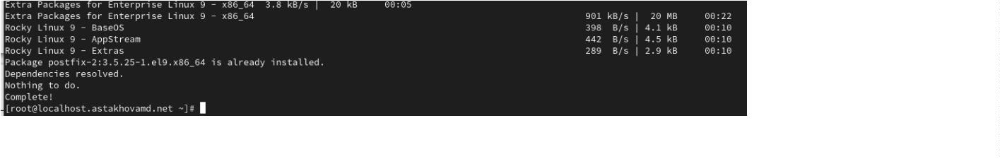 Extra Packages for Enterprise Linux 9 - x86_64  3.8 kB/s |  20 kB     00:05
Extra Packages for Enterprise Linux 9 - x86_64  901 kB/s |  20 MB     00:22
Rocky Linux 9 - BaseOS  398  B/s | 4.1 kB     00:10
Rocky Linux 9 - AppStream  442  B/s | 4.5 kB     00:10
Rocky Linux 9 - Extras  289  B/s | 2.9 kB     00:10
Package postfix-2:3.5.25-1.el9.x86_64 is already installed.
Dependencies resolved.
Nothing to do.
Complete!
[root@localhost.astakhovamd.net ~]#